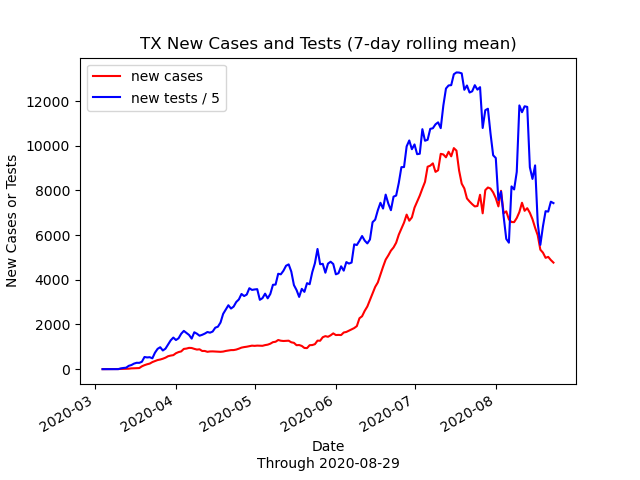 TX New Cases and Tests (7-day rolling mean)
new cases
new tests / 5
New Cases or Tests
12000
10000
8000
6000
4000
2000
0
2020-03
2020-04
2020-05
2020-06
2020-07
2020-08
Date
Through 2020-08-29